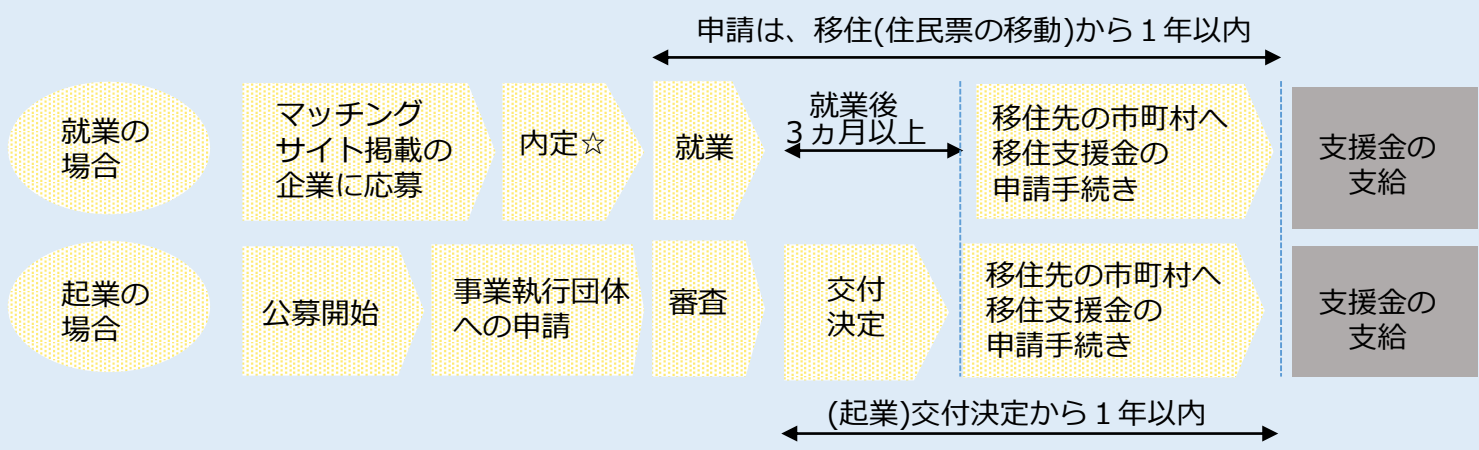 申請は、移住(住民票の移動)から１年以内
就業の
場合
マッチング
サイト掲載の
企業に応募
内定☆
就業
就業後
３ヵ月以上
移住先の市町村へ
移住支援金の
申請手続き
支援金の
支給
起業の
場合
公募開始
事業執行団体
への申請
審査
交付
決定
移住先の市町村へ
移住支援金の
申請手続き
支援金の
支給
(起業)交付決定から１年以内